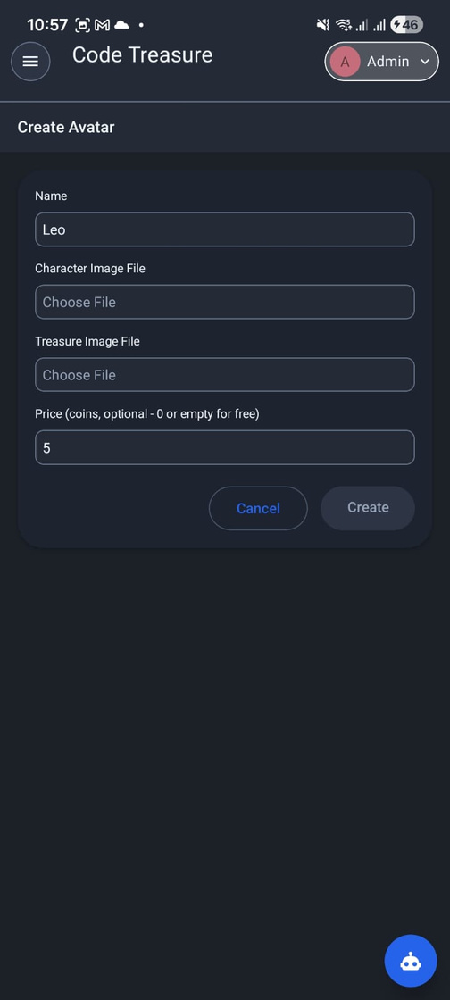 10:57
46
Code Treasure
A Admin
Create Avatar
Name
Leo
Character Image File
Choose File
Treasure Image File
Choose File
Price (coins, optional - 0 or empty for free)
5
Cancel
Create